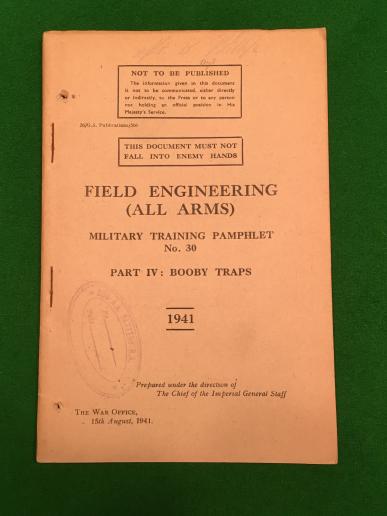 NOT TO BE PUBLISHED
The information given in this document
is not to be communicated, either directly
or indirectly, to the Press or to any person
not holding an official position in His
Majesty's Service.
26/G.S. Publications/566
THIS DOCUMENT MUST NOT
FALL INTO ENEMY HANDS
FIELD ENGINEERING
(ALL ARMS)
MILITARY TRAINING PAMPHLET
No. 30
PART IV: BOOBY TRAPS
1941
Prepared under the direction of
The Chief of the Imperial General Staff
THE WAR OFFICE,
15th August, 1941.